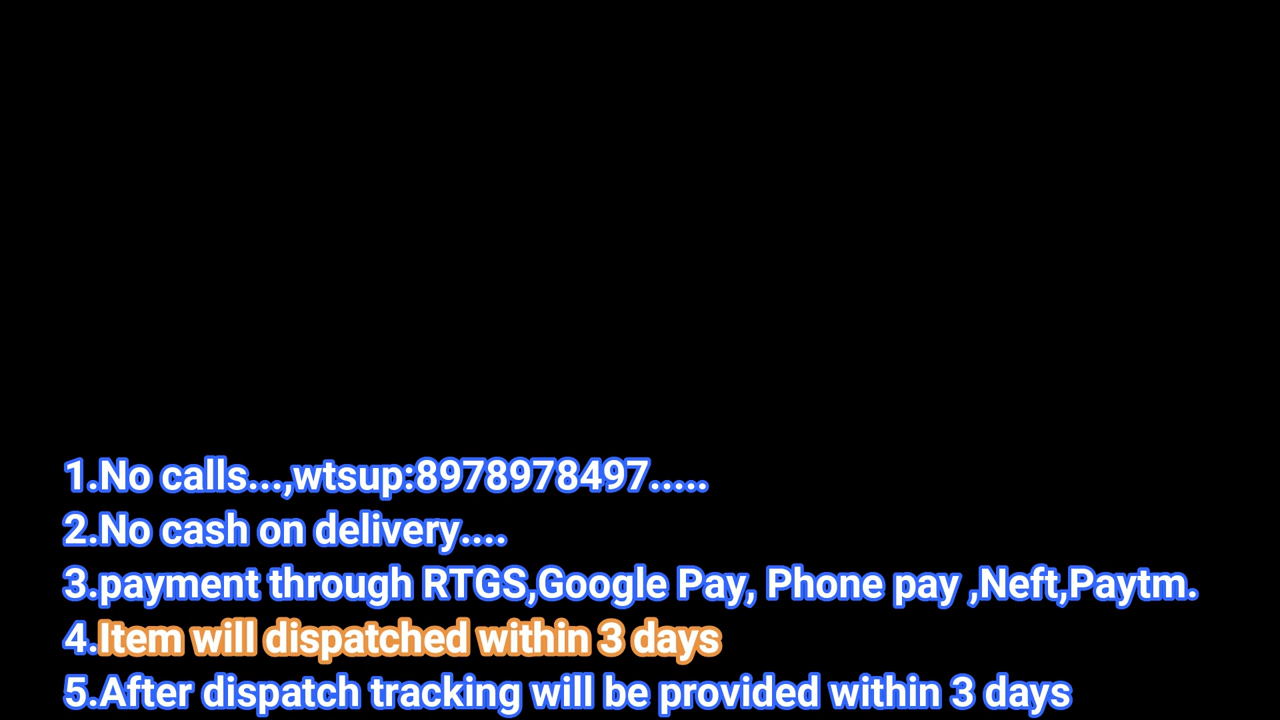 1.No calls...,wtsup:8978978497.....
2.No cash on delivery....
3.payment through RTGS,Google Pay, Phone pay ,Neft,Paytm.
4.Item will dispatched within 3 days
5.After dispatch tracking will be provided within 3 days